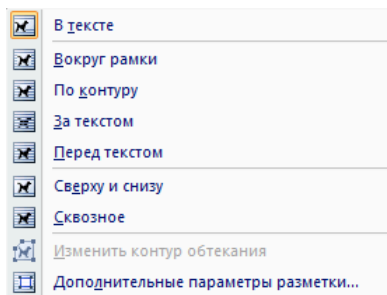 В тексте
Вокруг рамки
По контуру
За текстом
Перед текстом
Сверху и снизу
Сквозное
Изменить контур обтекания
Дополнительные параметры разметки...